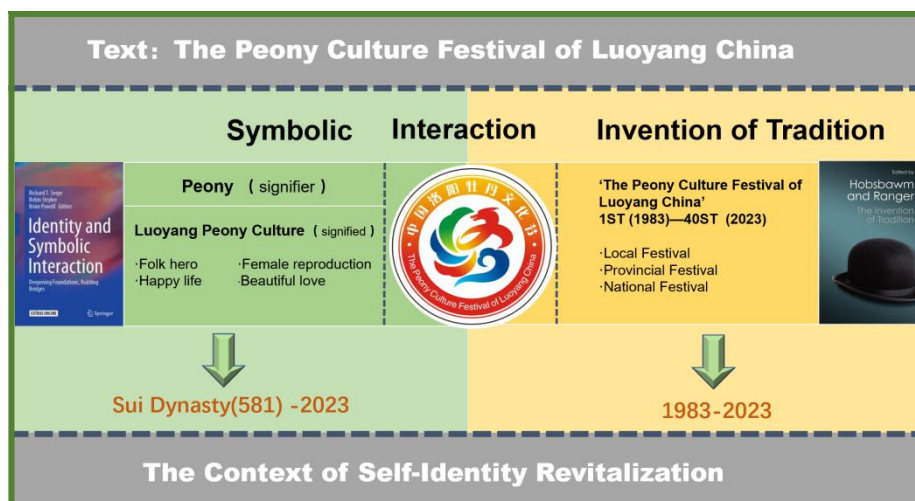 Text: The Peony Culture Festival of Luoyang China
Symbolic Interaction Invention of Tradition
Richard T. Serpe
Robin Stryker
Brian Powell Editors
Identity and
Symbolic
Interaction
Deepening Foundations, Building
Bridges
EXTRAS ONLINE
Springer
Peony ( signifier )
Luoyang Peony Culture ( signified )
·Folk hero ·Female reproduction
·Happy life ·Beautiful love
·中国洛阳牡丹文化节·
The Peony Culture Festival of Luoyang China
'The Peony Culture Festival of
Luoyang China'
1ST (1983)—40ST (2023)
·Local Festival
·Provincial Festival
·National Festival
Edited by
Hobsbawm
and Ranger
The Invention
of Tradition
Sui Dynasty(581) -2023
1983-2023
The Context of Self-Identity Revitalization